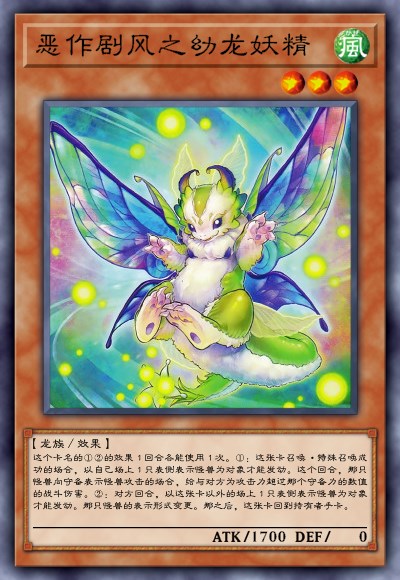 恶作剧风之幼龙妖精
風
【龙族／效果】
这个卡名的①②的效果1回合各能使用1次。①：这张卡召唤·特殊召唤成
功的场合，以自己场上1只表侧表示怪兽为对象才能发动。这个回合，那只
怪兽向守备表示怪兽攻击的场合，给与对方为攻击力超过那个守备力的数值
的战斗伤害。②：对方回合，以这张卡以外的场上1只表侧表示怪兽为对象
才能发动。那只怪兽的表示形式变更。那之后，这张卡回到持有者手卡。
ATK/1700 DEF/ 0